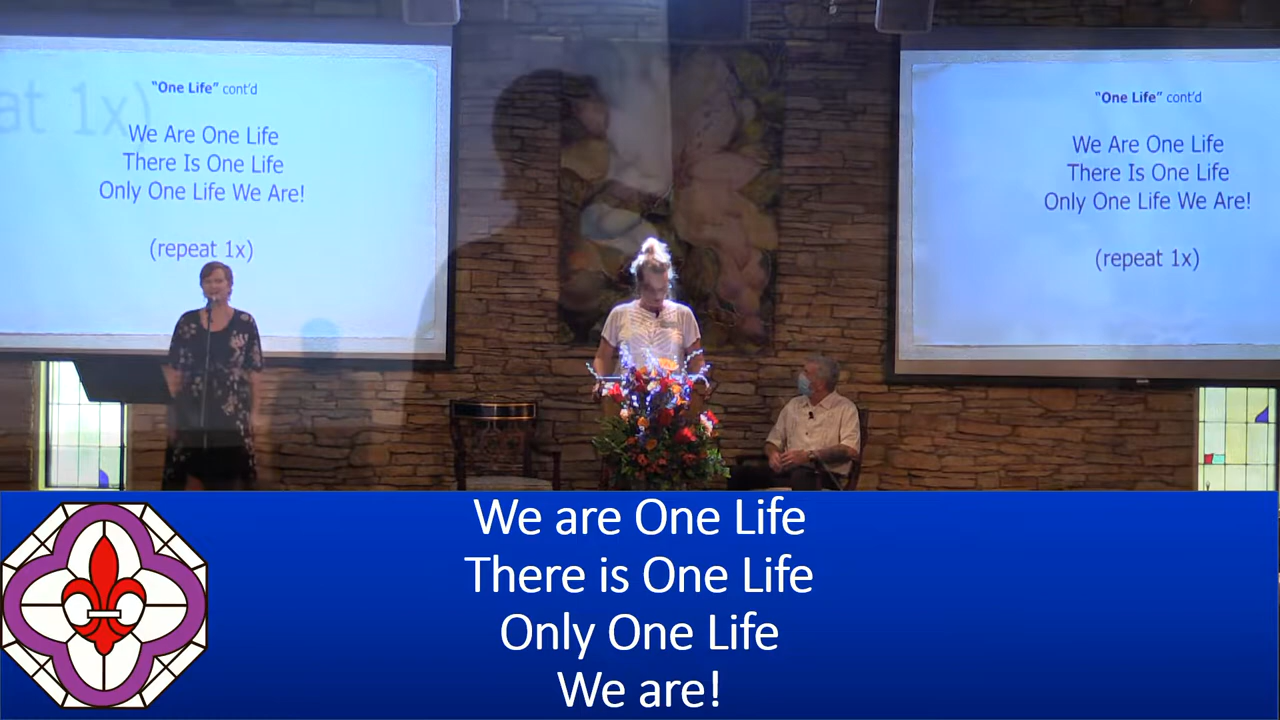 at 1x)
"One Life" cont'd
We Are One Life
There Is One Life
Only One Life We Are!
(repeat 1x)
"One Life" cont'd
We Are One Life
There Is One Life
Only One Life We Are!
(repeat 1x)
We are One Life
There is One Life
Only One Life
We are!